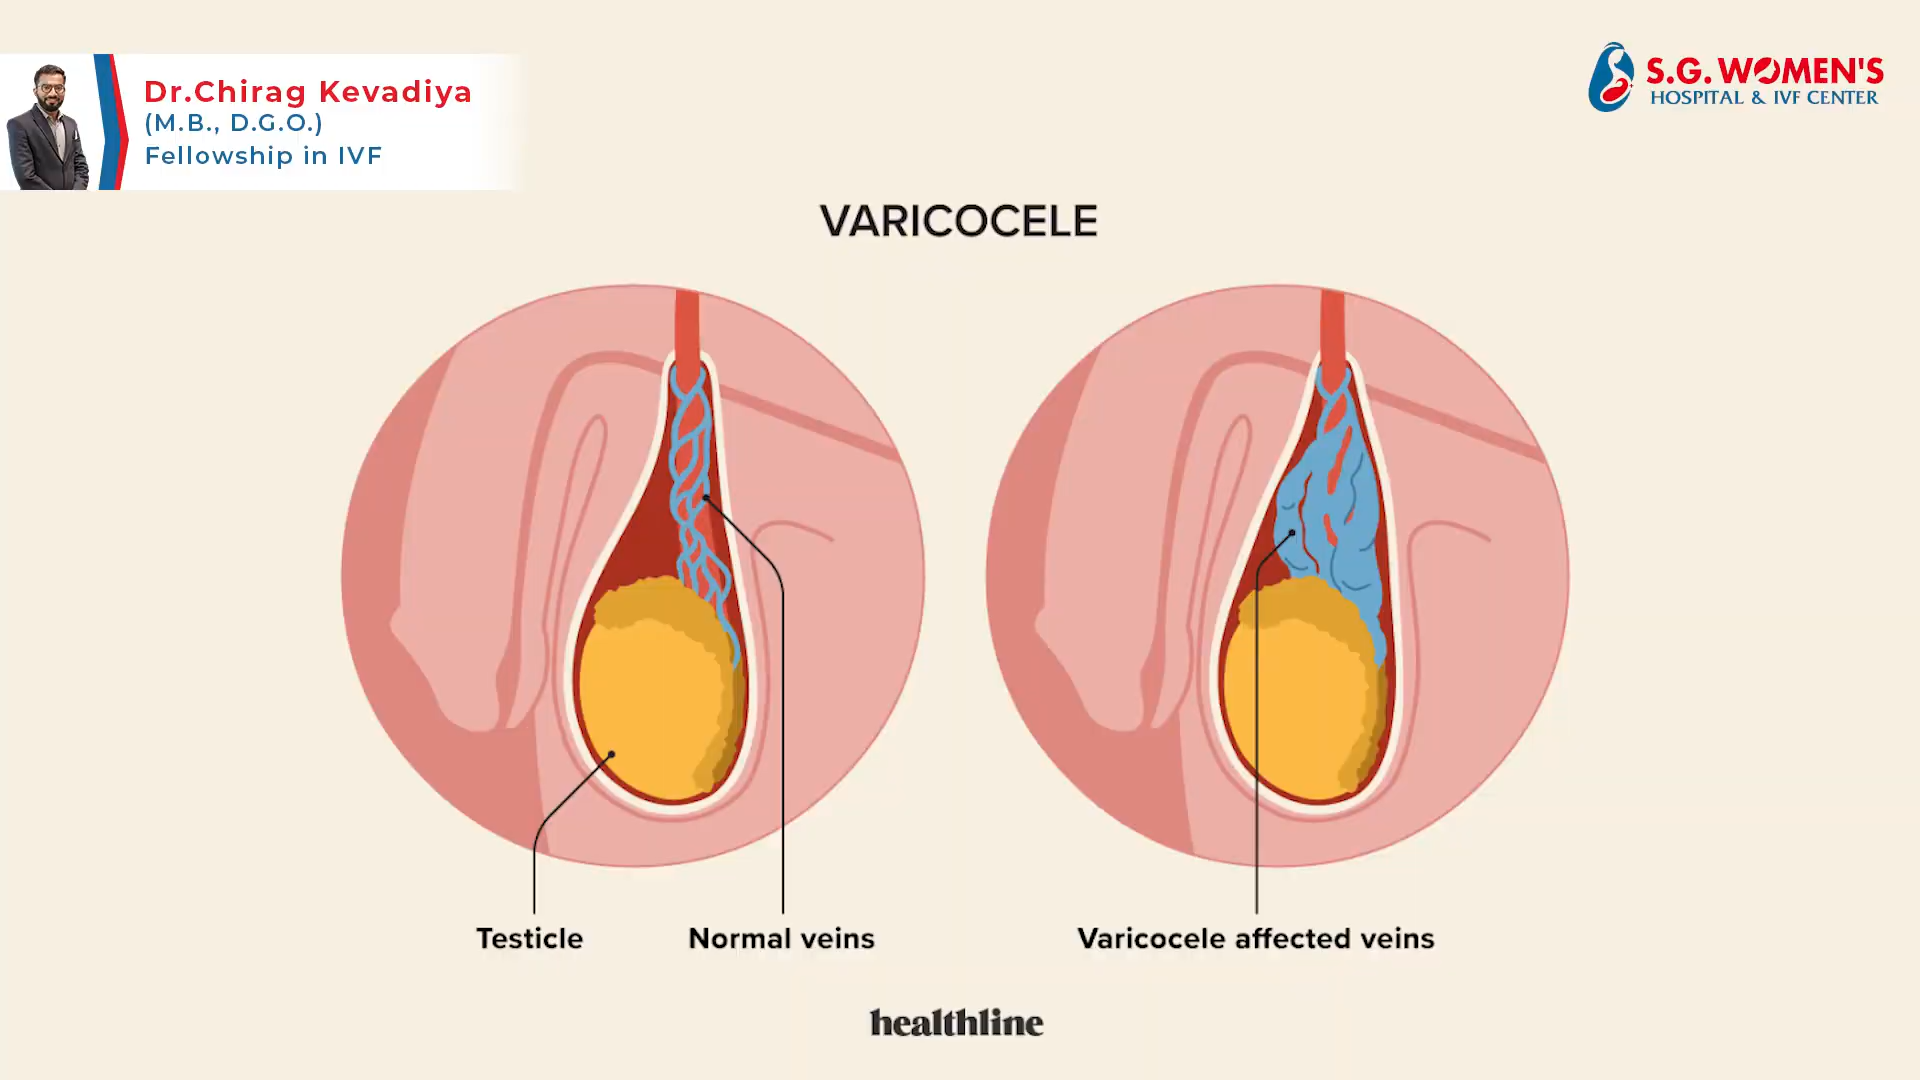 Dr.Chirag Kevadiya
(M.B., D.G.O.)
Fellowship in IVF
S.G. WOMEN'S
HOSPITAL & IVF CENTER
VARICOCELE
Testicle
Normal veins
Varicocele affected veins
healthline